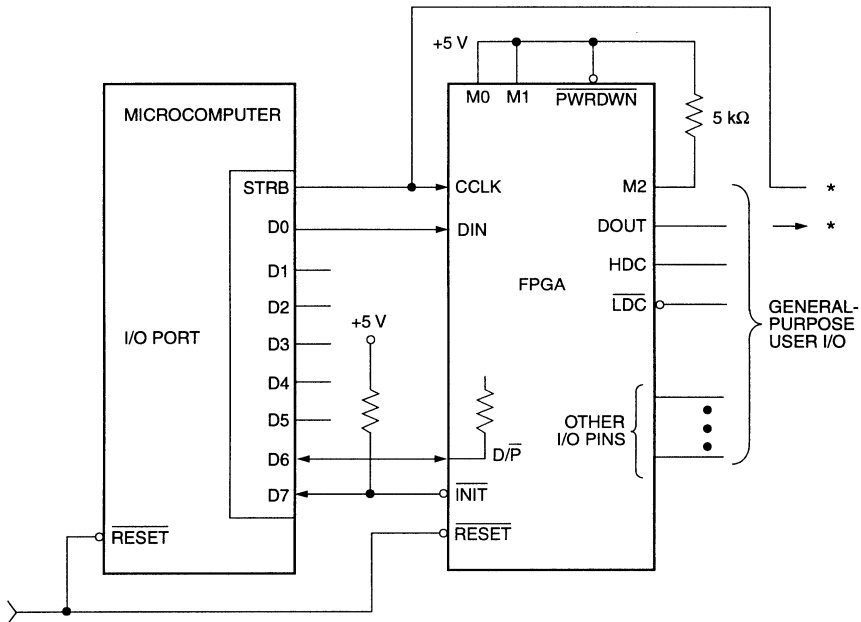 +5 V
M0
M1
PWRDWN
MICROCOMPUTER
5 kΩ
STRB
CCLK
M2
*
D0
DIN
DOUT
*
D1
HDC
FPGA
D2
LDC
GENERAL-
PURPOSE
USER I/O
+5 V
I/O PORT
D3
D4
D5
OTHER
I/O PINS
D6
D/P
D7
INIT
RESET
RESET